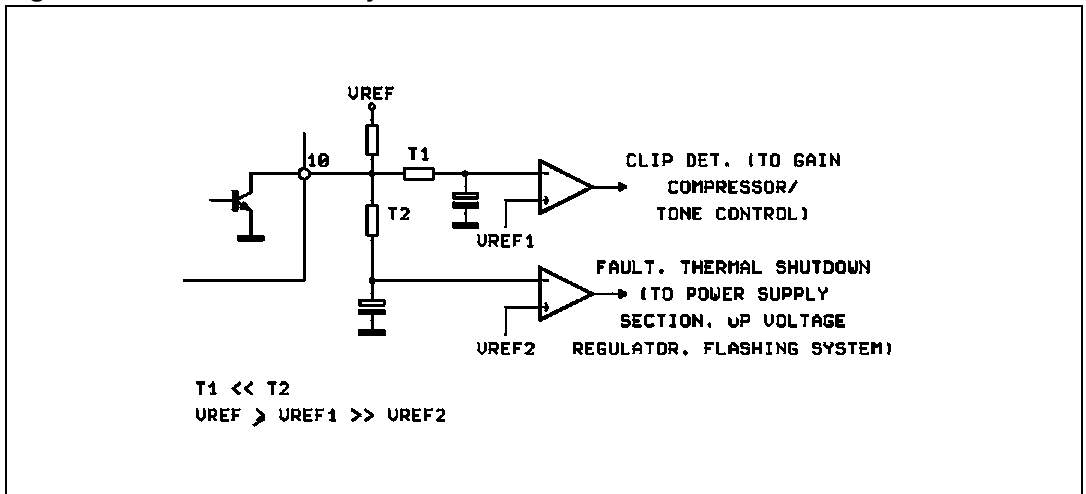 VREF
10
T1
CLIP DET. (TO GAIN
COMPRESSOR/
TONE CONTROL)
T2
VREF1
FAULT. THERMAL SHUTDOWN
(TO POWER SUPPLY
SECTION. uP VOLTAGE
REGULATOR. FLASHING SYSTEM)
VREF2
T1 << T2
VREF > VREF1 >> VREF2